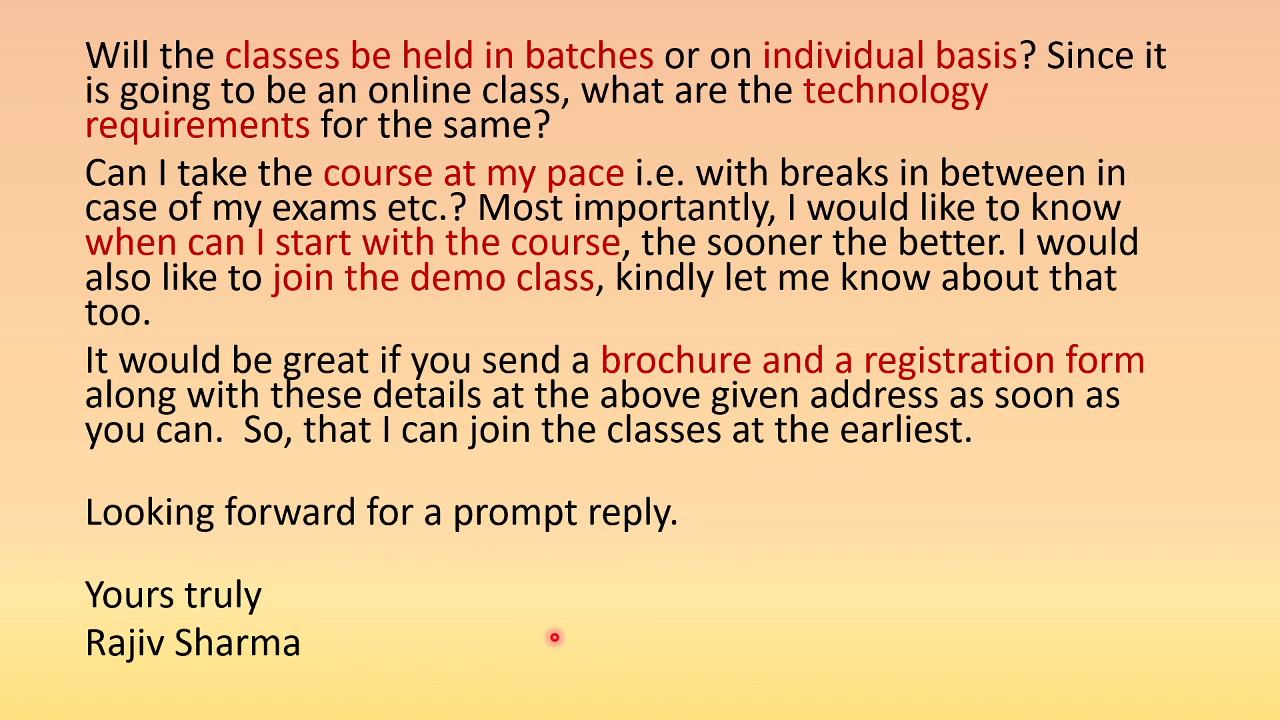 Will the classes be held in batches or on individual basis? Since it
is going to be an online class, what are the technology
requirements for the same?
Can I take the course at my pace i.e. with breaks in between in
case of my exams etc.? Most importantly, I would like to know
when can I start with the course, the sooner the better. I would
also like to join the demo class, kindly let me know about that
too.
It would be great if you send a brochure and a registration form
along with these details at the above given address as soon as
you can.  So, that I can join the classes at the earliest.
Looking forward for a prompt reply.
Yours truly
Rajiv Sharma